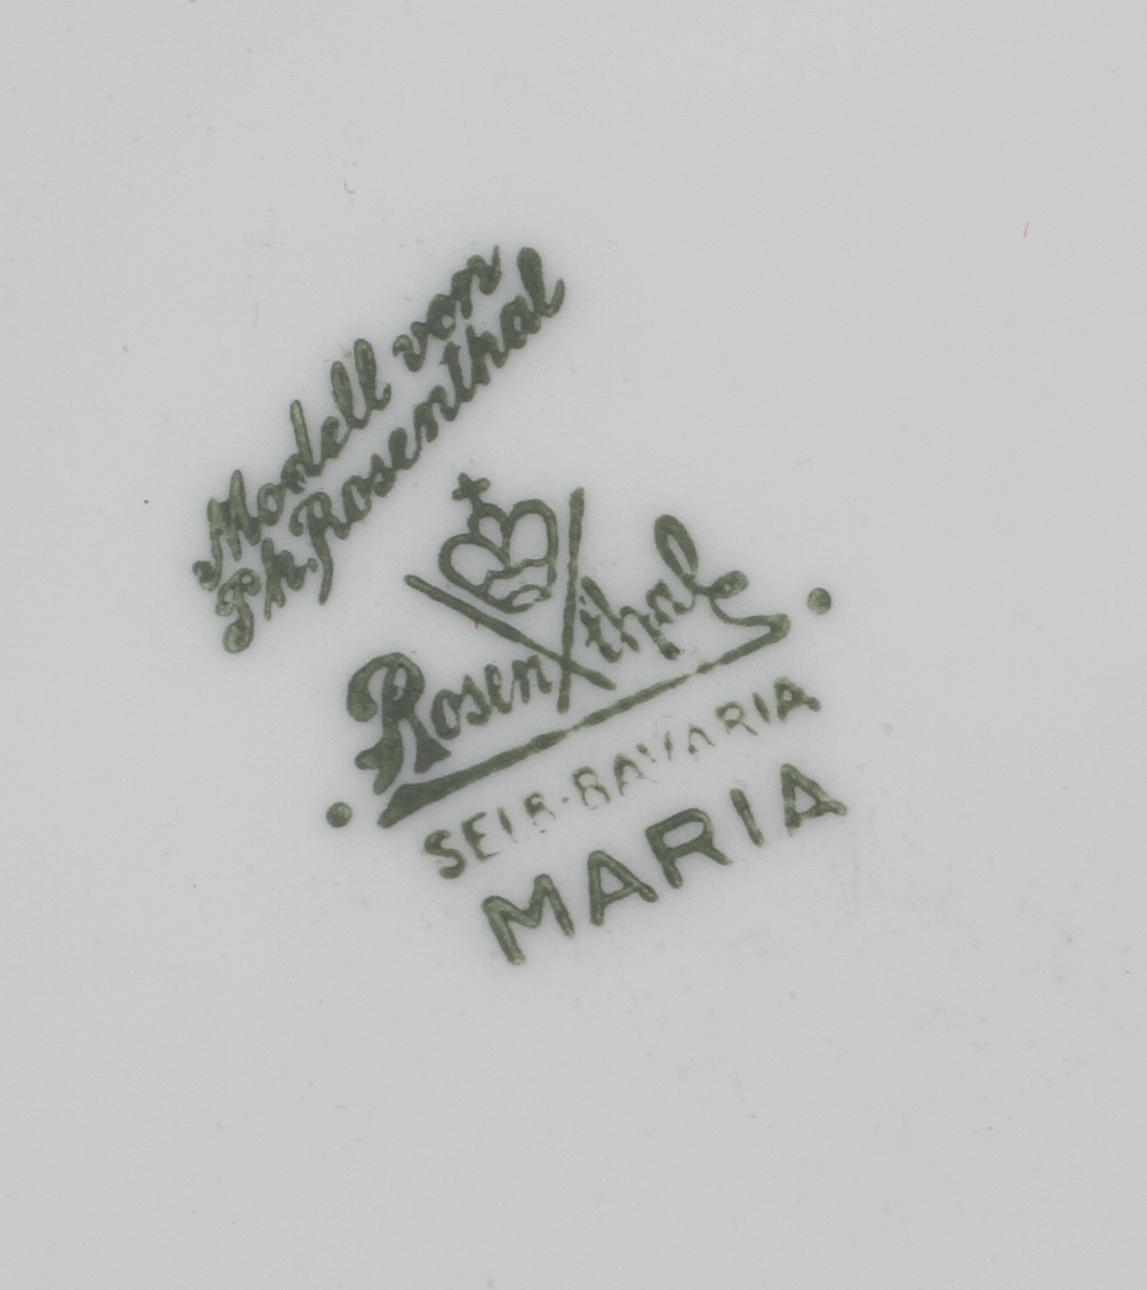 Modell von
Ph. Rosenthal
Rosenthal
SELB-BAVARIA
MARIA